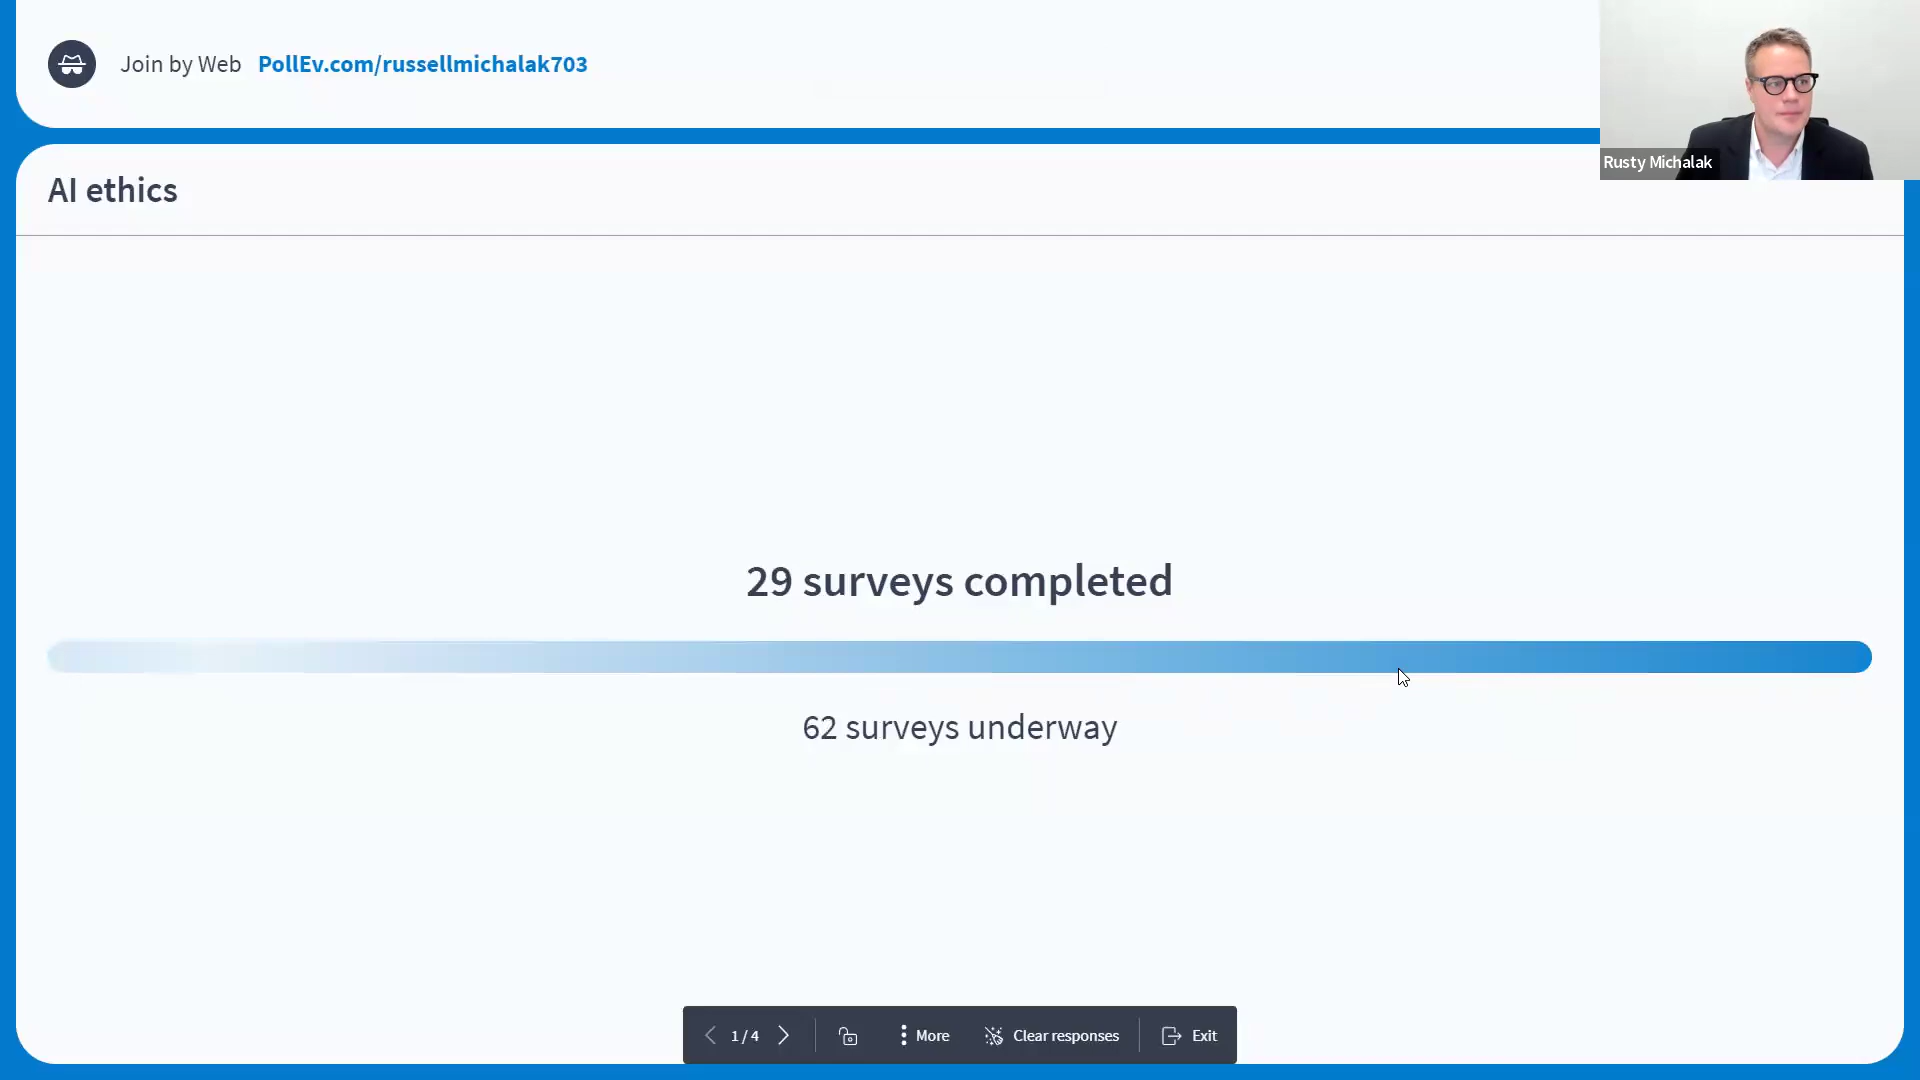 Join by Web PollEv.com/russellmichalak703
Rusty Michalak
AI ethics
29 surveys completed
62 surveys underway
1 / 4 More Clear responses Exit